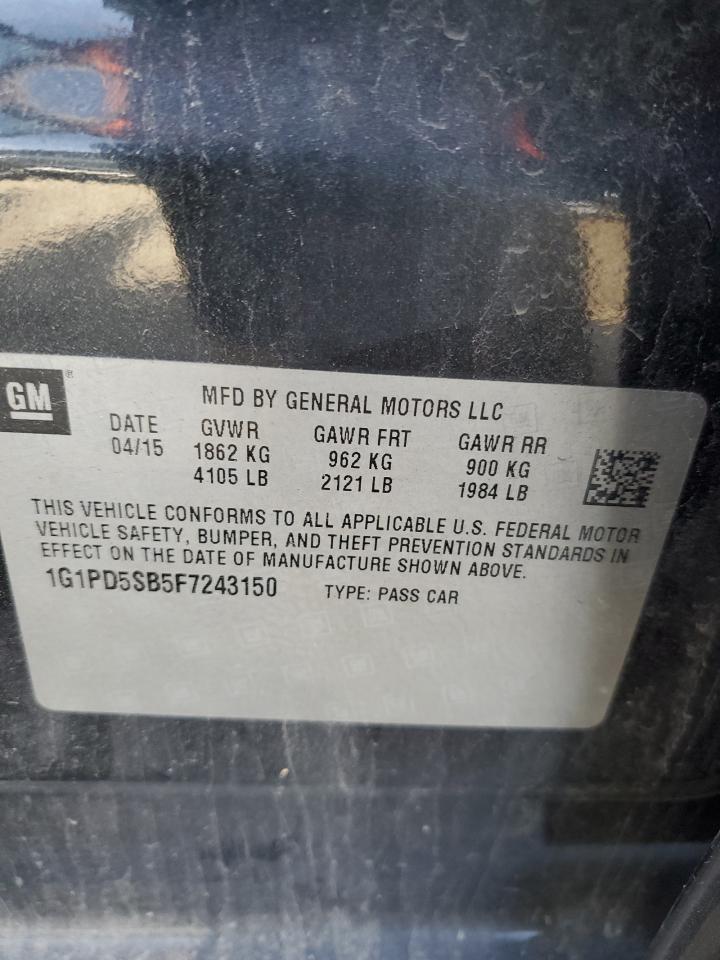 GM®
MFD BY GENERAL MOTORS LLC
DATE GVWR GAWR FRT GAWR RR
04/15 1862 KG 962 KG 900 KG
4105 LB 2121 LB 1984 LB
THIS VEHICLE CONFORMS TO ALL APPLICABLE U.S. FEDERAL MOTOR
VEHICLE SAFETY, BUMPER, AND THEFT PREVENTION STANDARDS IN
EFFECT ON THE DATE OF MANUFACTURE SHOWN ABOVE.
1G1PD5SB5F7243150 TYPE: PASS CAR